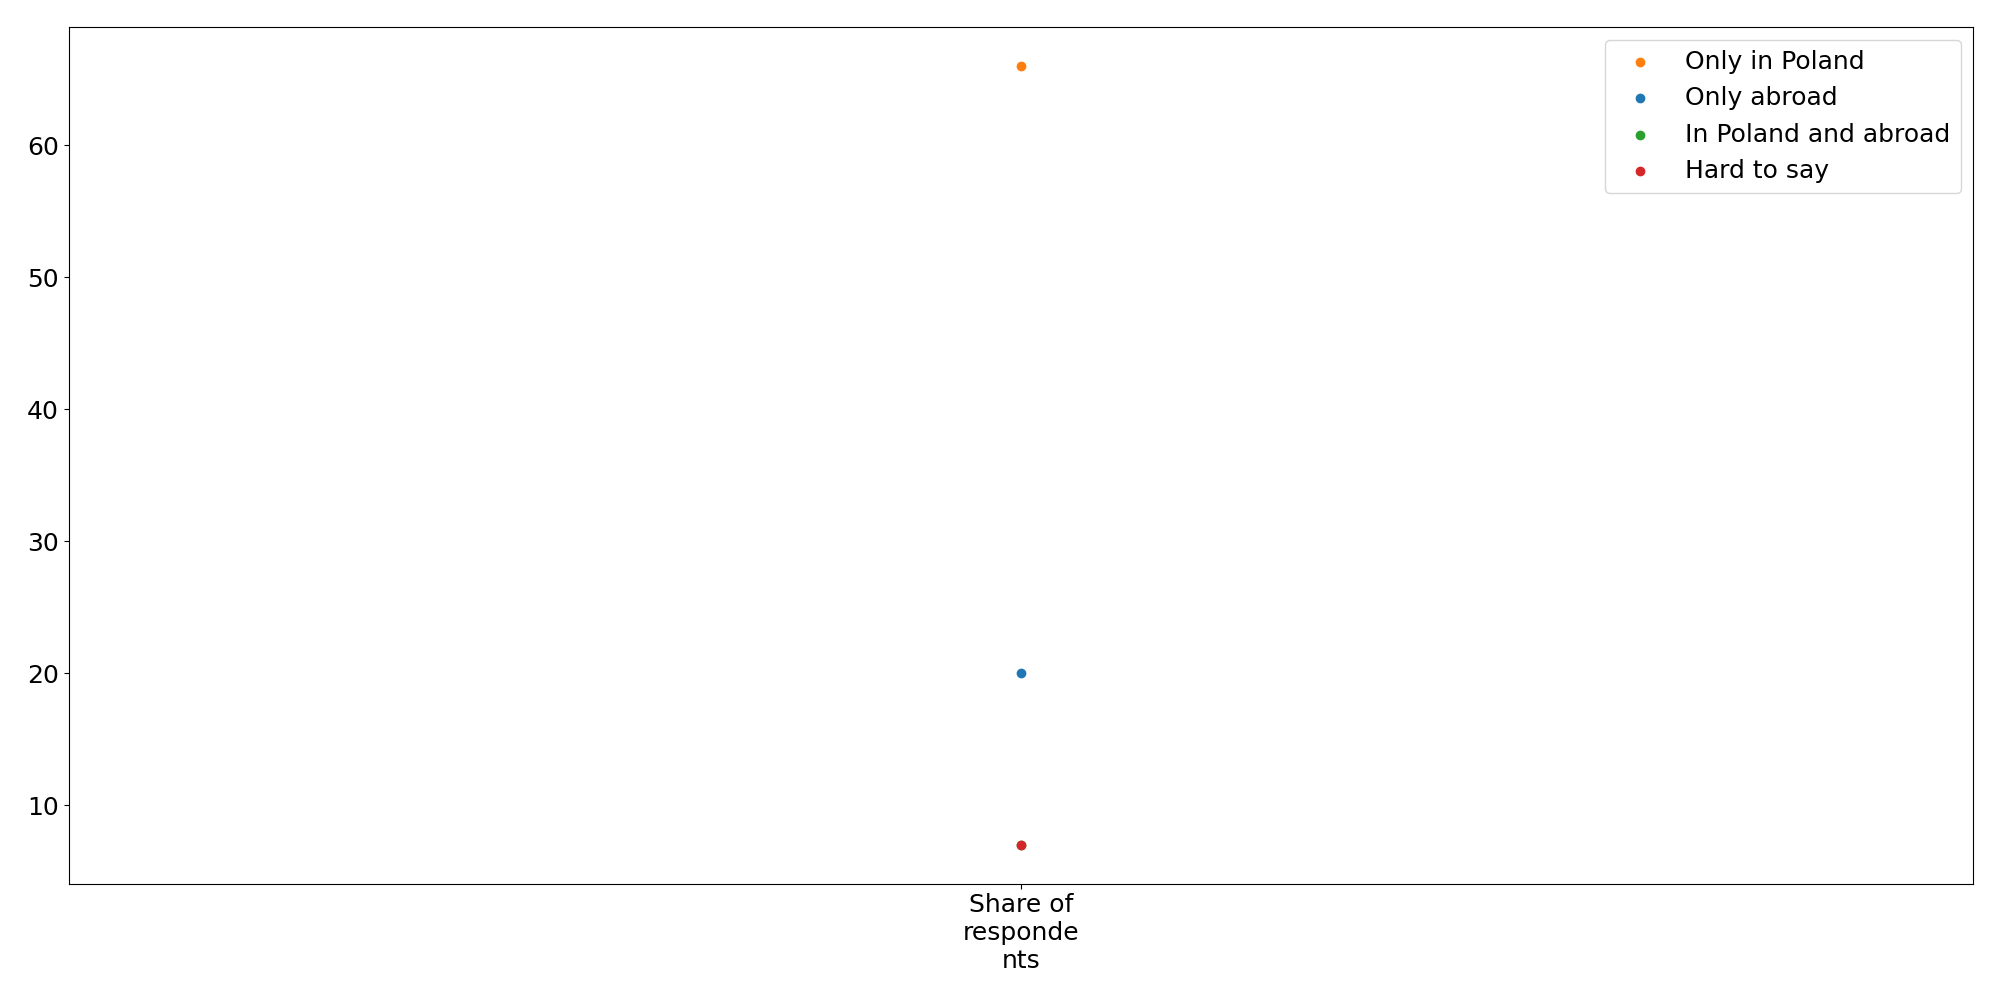 60
50
40
30
20
10
Share of
responde
nts
Only in Poland
Only abroad
In Poland and abroad
Hard to say